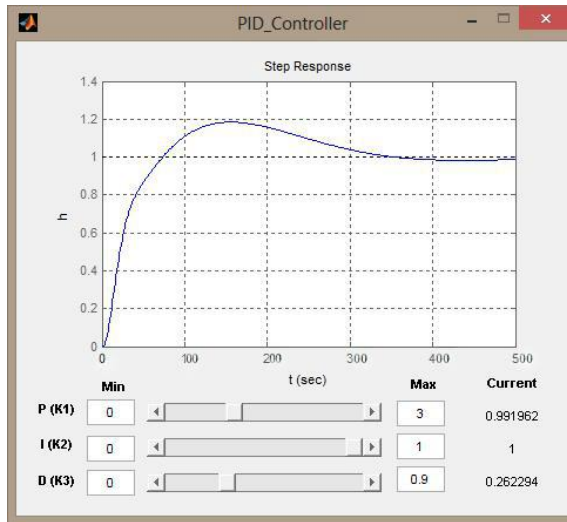 PID_Controller
Step Response
1.4
1.2
1
0.8
0.6
0.4
0.2
0
h
0 100 200 300 400 500
t (sec)
Min Max Current
P (K1) 0 3 0.991962
I (K2) 0 1 1
D (K3) 0 0.9 0.262294